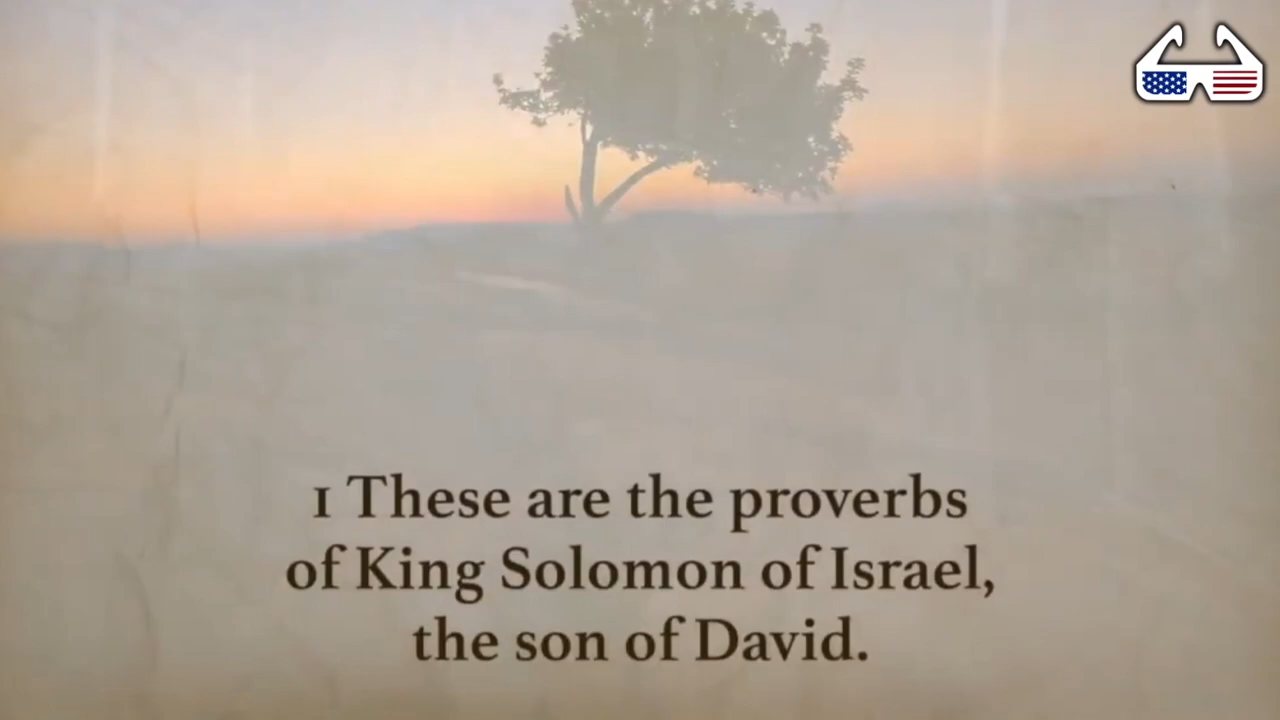 1 These are the proverbs
of King Solomon of Israel,
the son of David.